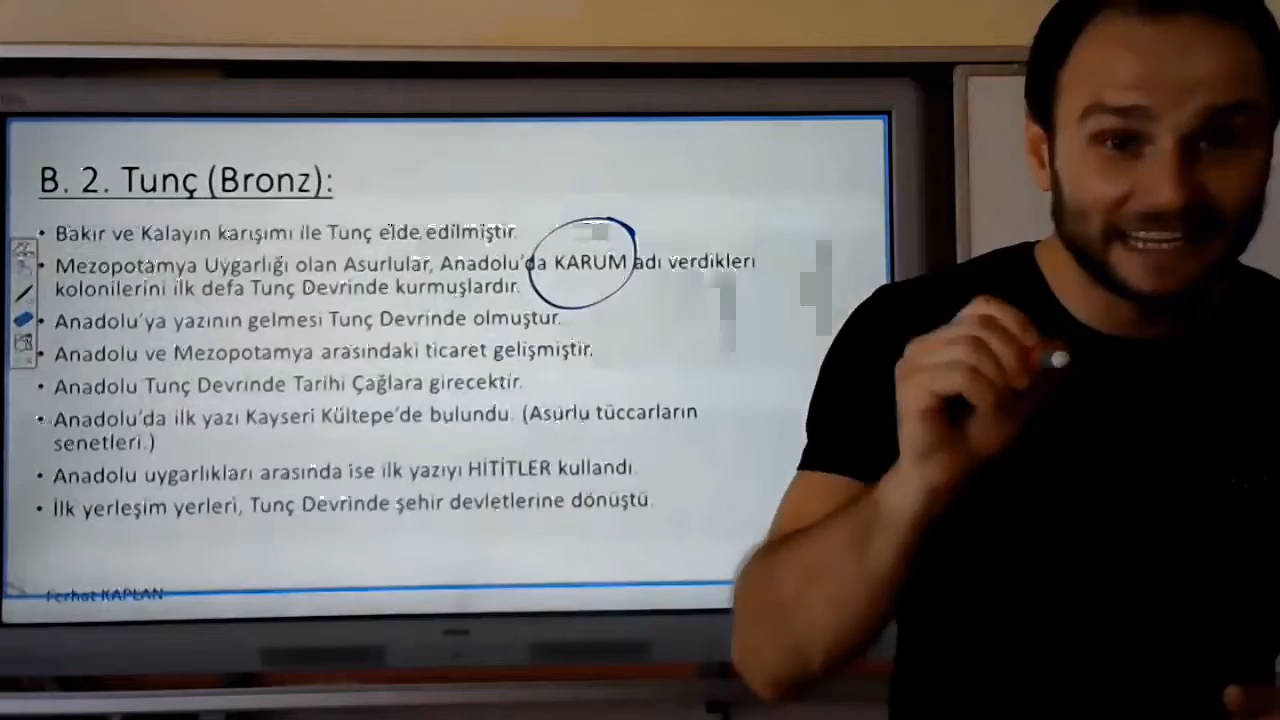 B. 2. Tunç (Bronz):
• Bakır ve Kalayın karışımı ile Tunç elde edilmiştir.
• Mezopotamya Uygarlığı olan Asurlular, Anadolu'da KARUM adı verdikleri
kolonilerini ilk defa Tunç Devrinde kurmuşlardır.
• Anadolu'ya yazının gelmesi Tunç Devrinde olmuştur.
• Anadolu ve Mezopotamya arasındaki ticaret gelişmiştir.
• Anadolu Tunç Devrinde Tarihi Çağlara girecektir.
• Anadolu'da ilk yazı Kayseri Kültepe'de bulundu. (Asurlu tüccarların
senetleri.)
• Anadolu uygarlıkları arasında ise ilk yazıyı HİTİTLER kullandı.
• İlk yerleşim yerleri, Tunç Devrinde şehir devletlerine dönüştü.
Ferhat KAPLAN